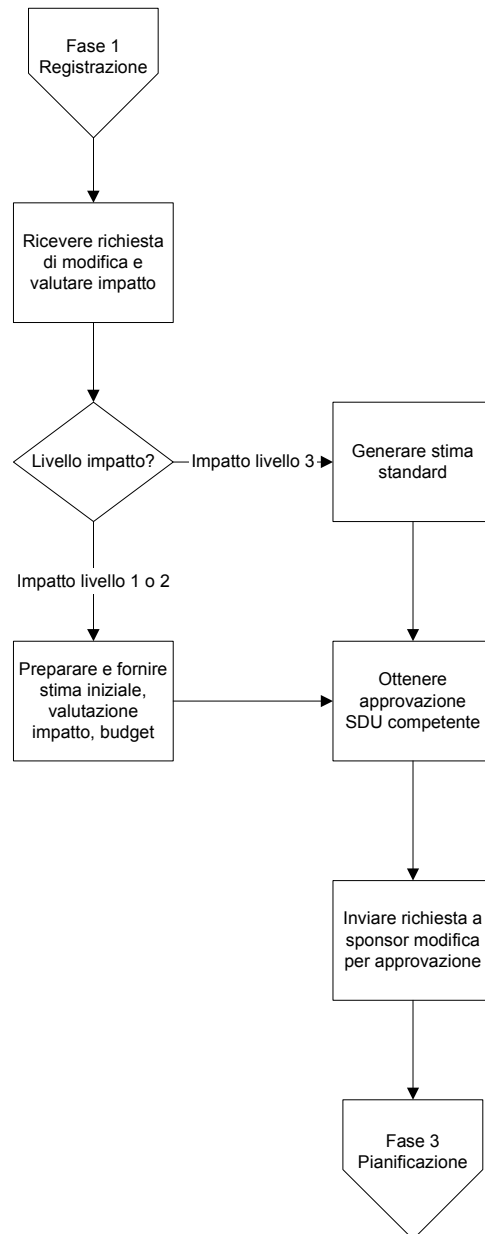 Fase 1
Registrazione
Ricevere richiesta
di modifica e
valutare impatto
Livello impatto?
Impatto livello 3
Generare stima
standard
Impatto livello 1 o 2
Preparare e fornire
stima iniziale,
valutazione
impatto, budget
Ottenere
approvazione
SDU competente
Inviare richiesta a
sponsor modifica
per approvazione
Fase 3
Pianificazione